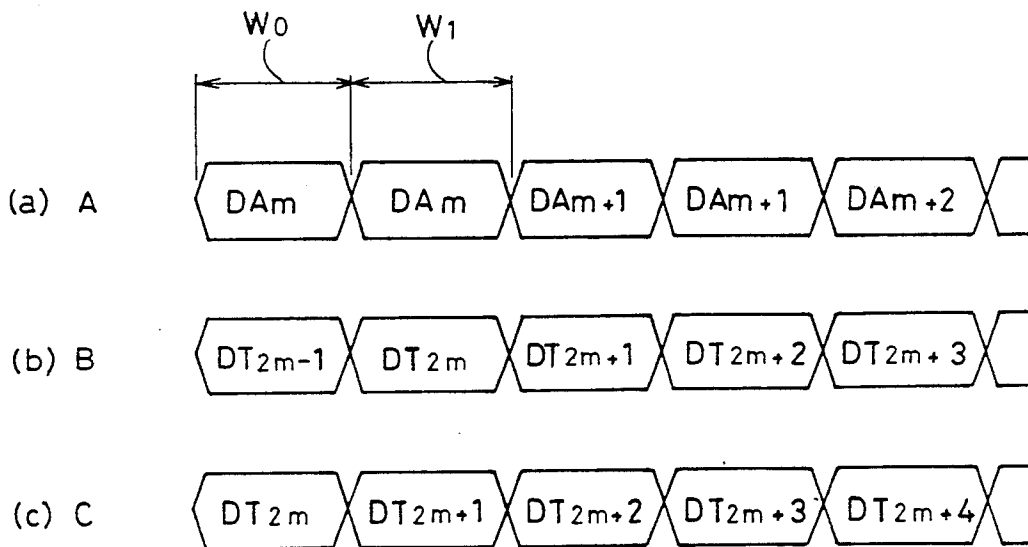 W0 W1
(a) A DAm DAm DAm+1 DAm+1 DAm+2
(b) B DT2m-1 DT2m DT2m+1 DT2m+2 DT2m+3
(c) C DT2m DT2m+1 DT2m+2 DT2m+3 DT2m+4